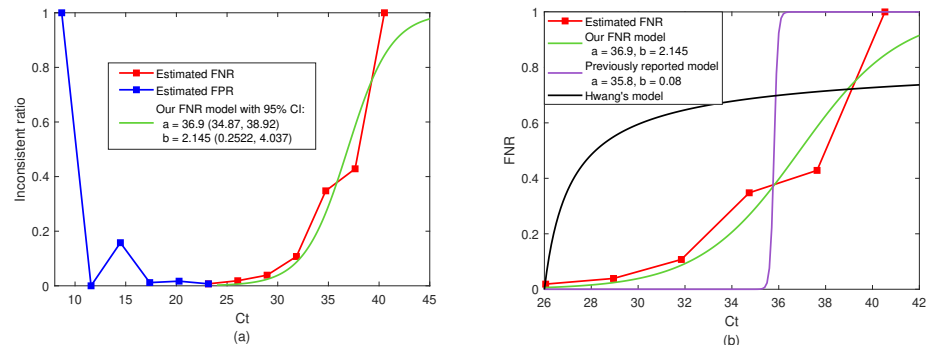 1
0.8
0.6
0.4
0.2
0
Inconsistent ratio
10 15 20 25 30 35 40 45
Ct
(a)
Estimated FNR
Estimated FPR
Our FNR model with 95% CI:
a = 36.9 (34.87, 38.92)
b = 2.145 (0.2522, 4.037)
1
0.8
0.6
0.4
0.2
0
FNR
26 28 30 32 34 36 38 40 42
Ct
(b)
Estimated FNR
Our FNR model
a = 36.9, b = 2.145
Previously reported model
a = 35.8, b = 0.08
Hwang's model